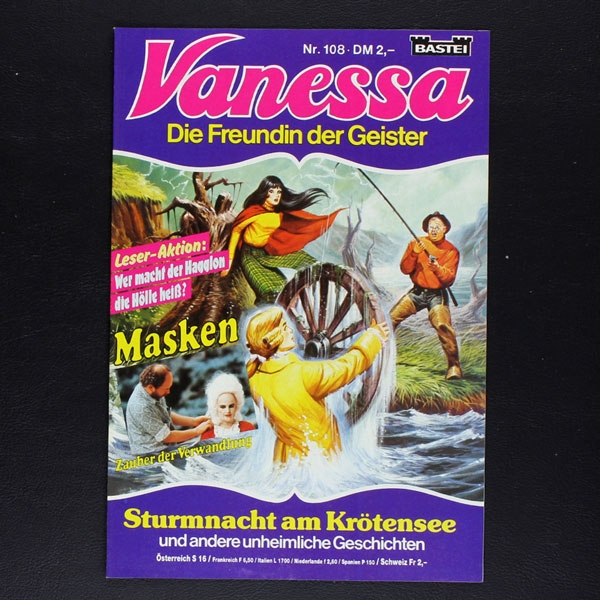 Nr. 108 · DM 2,–
BASTEI
Vanessa
Die Freundin der Geister
Leser-Aktion:
Wer macht der Hagglon
die Hölle heiß?
Masken
Zauber der Verwandlung
Sturmnacht am Krötensee
und andere unheimliche Geschichten
Österreich S 16 / Frankreich F 6,50 / Italien L 1700 / Niederlande f 2,60 / Spanien P 150 / Schweiz Fr 2,–